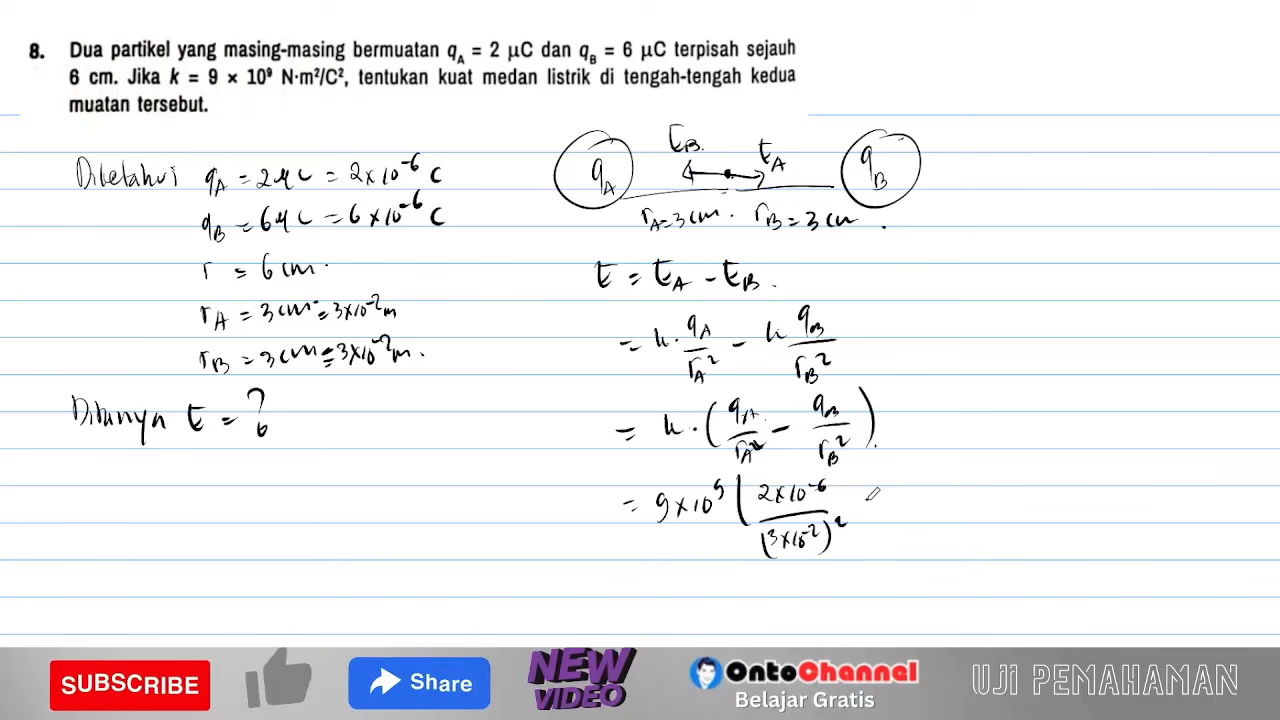 8. Dua partikel yang masing-masing bermuatan qA = 2 μC dan qB = 6 μC terpisah sejauh
6 cm. Jika k = 9 × 10⁹ N·m²/C², tentukan kuat medan listrik di tengah-tengah kedua
muatan tersebut.
Diketahui qA = 2 μC = 2×10⁻⁶ C
qB = 6 μC = 6×10⁻⁶ C
r = 6 cm.
rA = 3 cm = 3×10⁻² m
rB = 3 cm = 3×10⁻² m.
Ditanya E = ?
qA EB EA qB
rA = 3 cm. rB = 3 cm.
E = EA - EB.
= k · qA/rA² - k qB/rB²
= k · (qA/rA² - qB/rB²)
= 9×10⁹ (2×10⁻⁶/(3×10⁻²)²
SUBSCRIBE
Share
NEW
VIDEO
OntoChannel
Belajar Gratis
UJI PEMAHAMAN